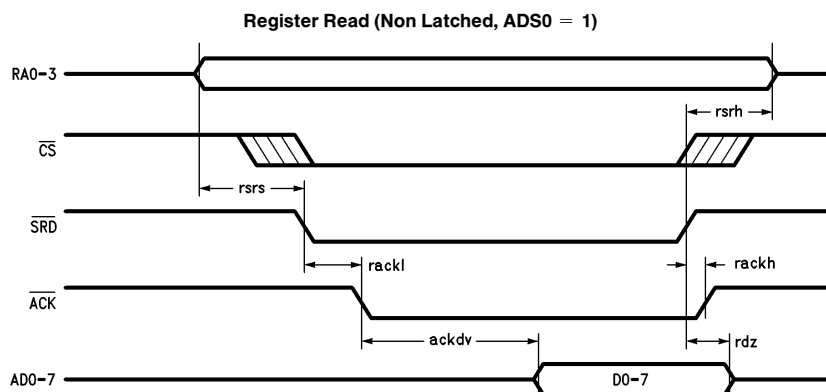 Register Read (Non Latched, ADS0 = 1)
RA0-3
rsrh
CS
rsrs
SRD
rackl
rackh
ACK
ackdv
rdz
AD0-7
D0-7